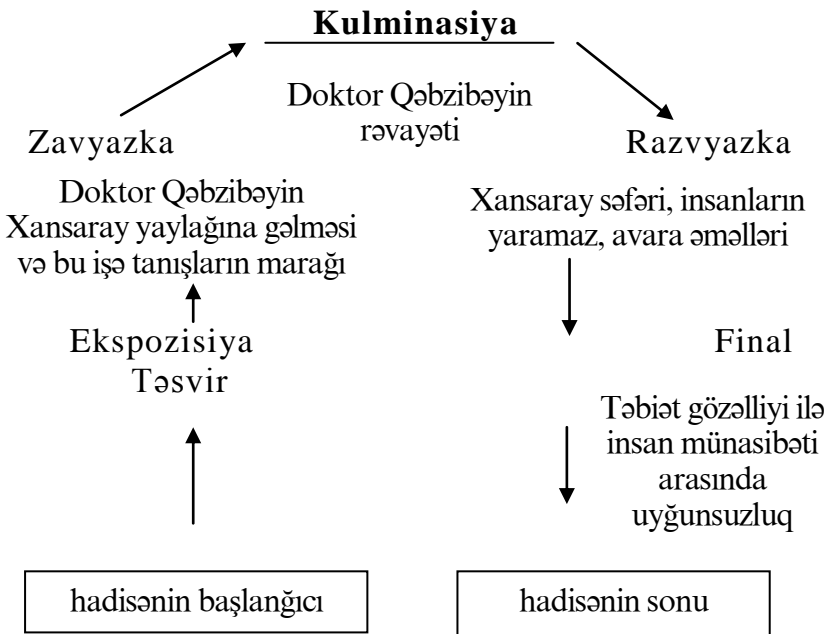 Kulminasiya
Doktor Qəbzibəyin
rəvayəti
Zavyazka
Razvyazka
Doktor Qəbzibəyin
Xansaray yaylağına gəlməsi
və bu işə tanışların marağı
Xansaray səfəri, insanların
yaramaz, avara əməlləri
Ekspozisiya
Təsvir
Final
Təbiət gözəlliyi ilə
insan münasibəti
arasında
uyğunsuzluq
hadisənin başlanğıcı
hadisənin sonu